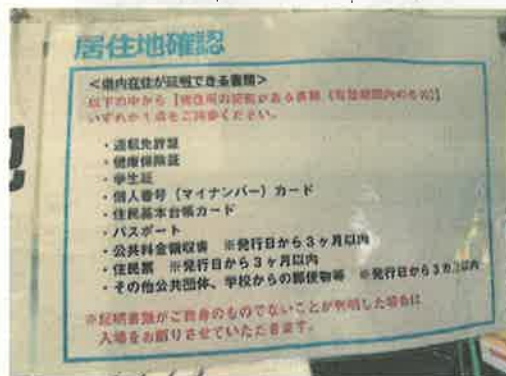 居住地確認
<県内在住が証明できる書類>
以下の中から【現住所の記載がある書類（有効期間内のもの）】
いずれか1点をご持参ください。
・運転免許証
・健康保険証
・学生証
・個人番号（マイナンバー）カード
・住民基本台帳カード
・パスポート
・公共料金領収書 ※発行日から3ヶ月以内
・住民票 ※発行日から3ヶ月以内
・その他公共団体、学校からの郵便物等 ※発行日から3カ月以内
※証明書類がご自身のものでないことが判明した場合は
入場をお断りさせていただきます。